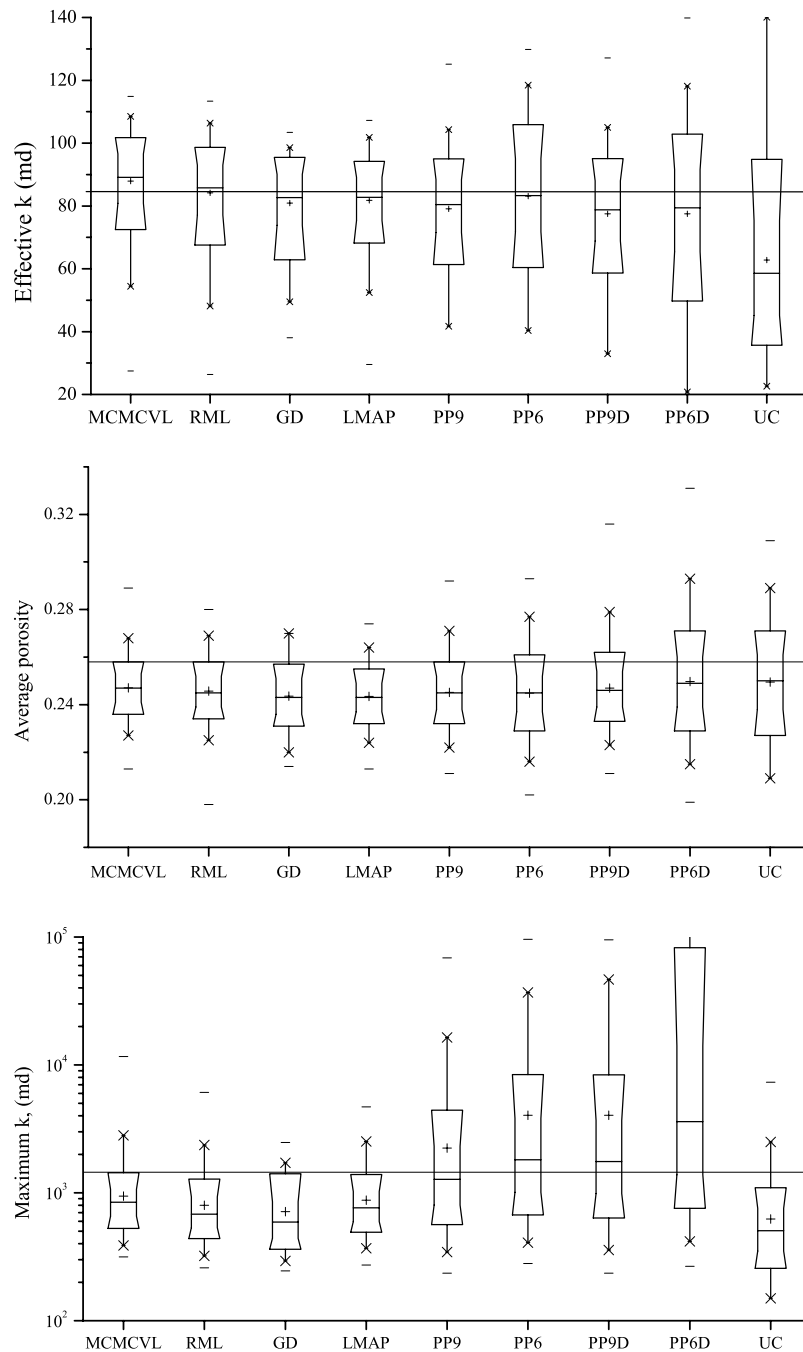 Effective k (md)
140
120
100
80
60
40
20
MCMCVL RML GD LMAP PP9 PP6 PP9D PP6D UC
Average porosity
0.32
0.28
0.24
0.20
MCMCVL RML GD LMAP PP9 PP6 PP9D PP6D UC
Maximum k, (md)
10^5
10^4
10^3
10^2
MCMCVL RML GD LMAP PP9 PP6 PP9D PP6D UC